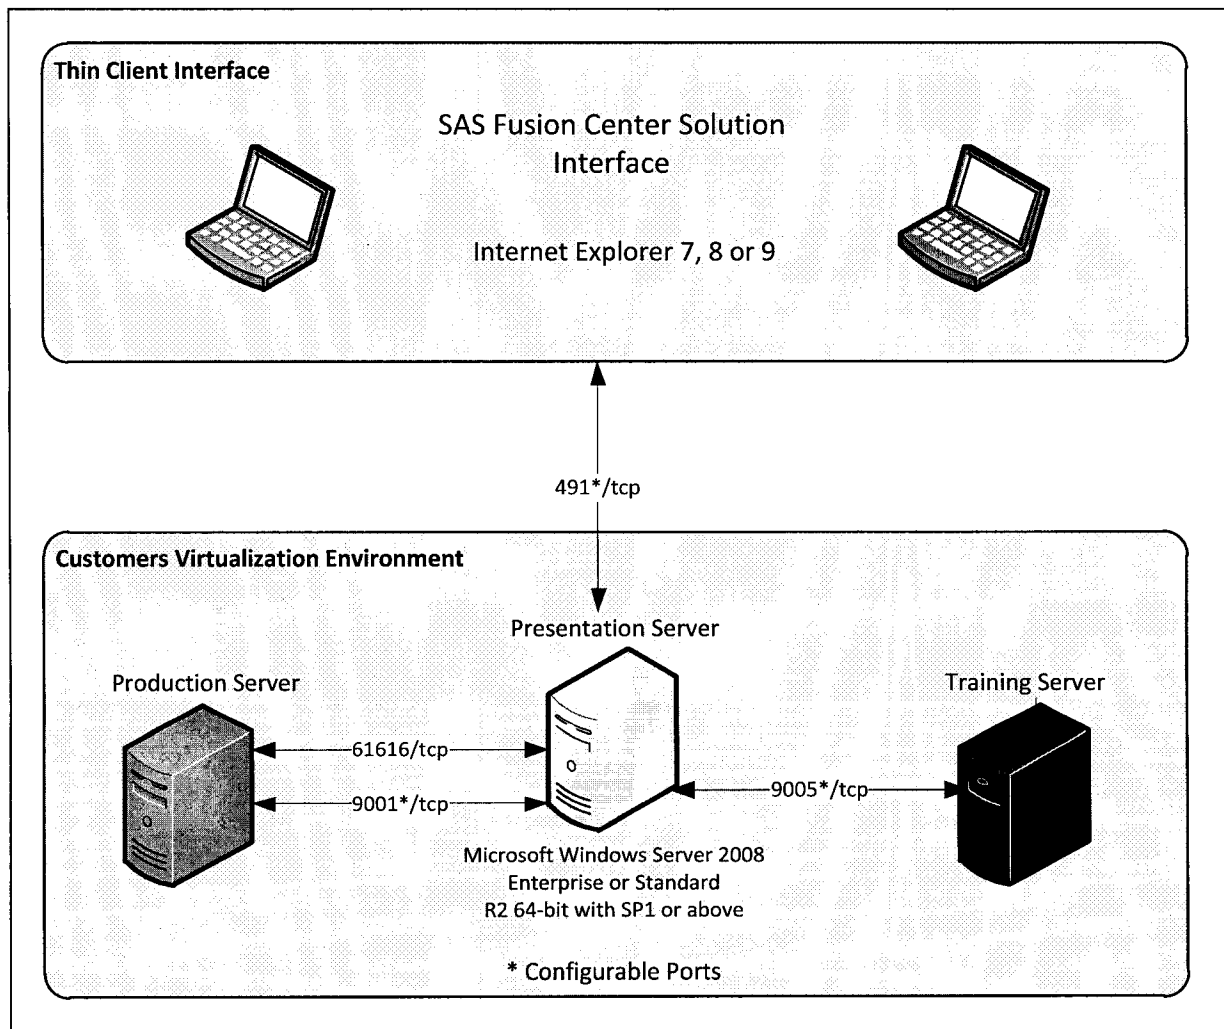 Thin Client Interface
SAS Fusion Center Solution
Interface
Internet Explorer 7, 8 or 9
491*/tcp
Customers Virtualization Environment
Presentation Server
Production Server
Training Server
61616/tcp
9001*/tcp
9005*/tcp
Microsoft Windows Server 2008
Enterprise or Standard
R2 64-bit with SP1 or above
* Configurable Ports